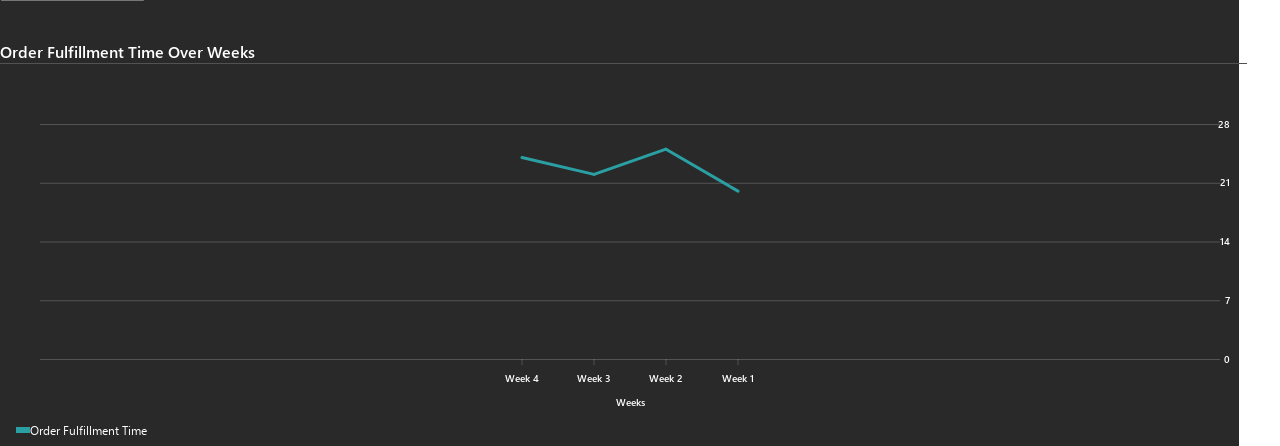 Order Fulfillment Time Over Weeks
28
21
14
7
0
Week 4 Week 3 Week 2 Week 1
Weeks
Order Fulfillment Time